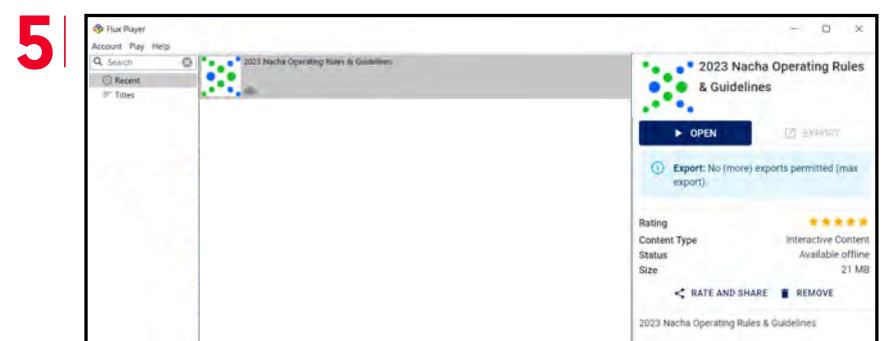 5
Flux Player
Account Play Help
Search
2023 Nacha Operating Rules & Guidelines
Recent
Titles
2023 Nacha Operating Rules
& Guidelines
OPEN
EXPORT
Export: No (more) exports permitted (max
export).
Rating
Content Type Interactive Content
Status Available offline
Size 21 MB
RATE AND SHARE REMOVE
2023 Nacha Operating Rules & Guidelines